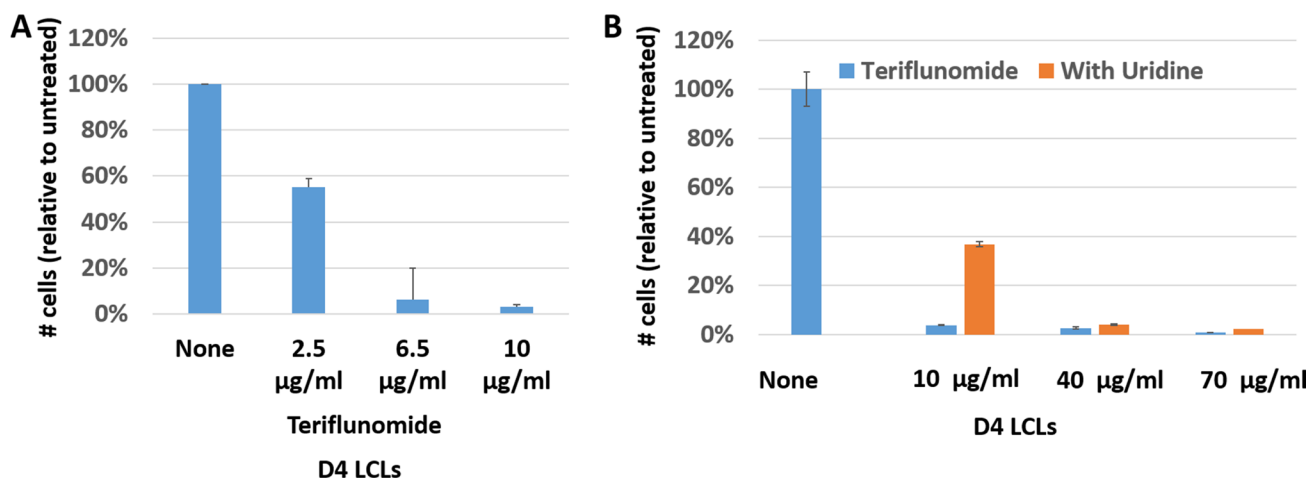 A
# cells (relative to untreated)
120%
100%
80%
60%
40%
20%
0%
None
2.5
µg/ml
6.5
µg/ml
10
µg/ml
Teriflunomide
D4 LCLs
B
# cells (relative to untreated)
120%
100%
80%
60%
40%
20%
0%
Teriflunomide
With Uridine
None
10 µg/ml
40 µg/ml
70 µg/ml
D4 LCLs